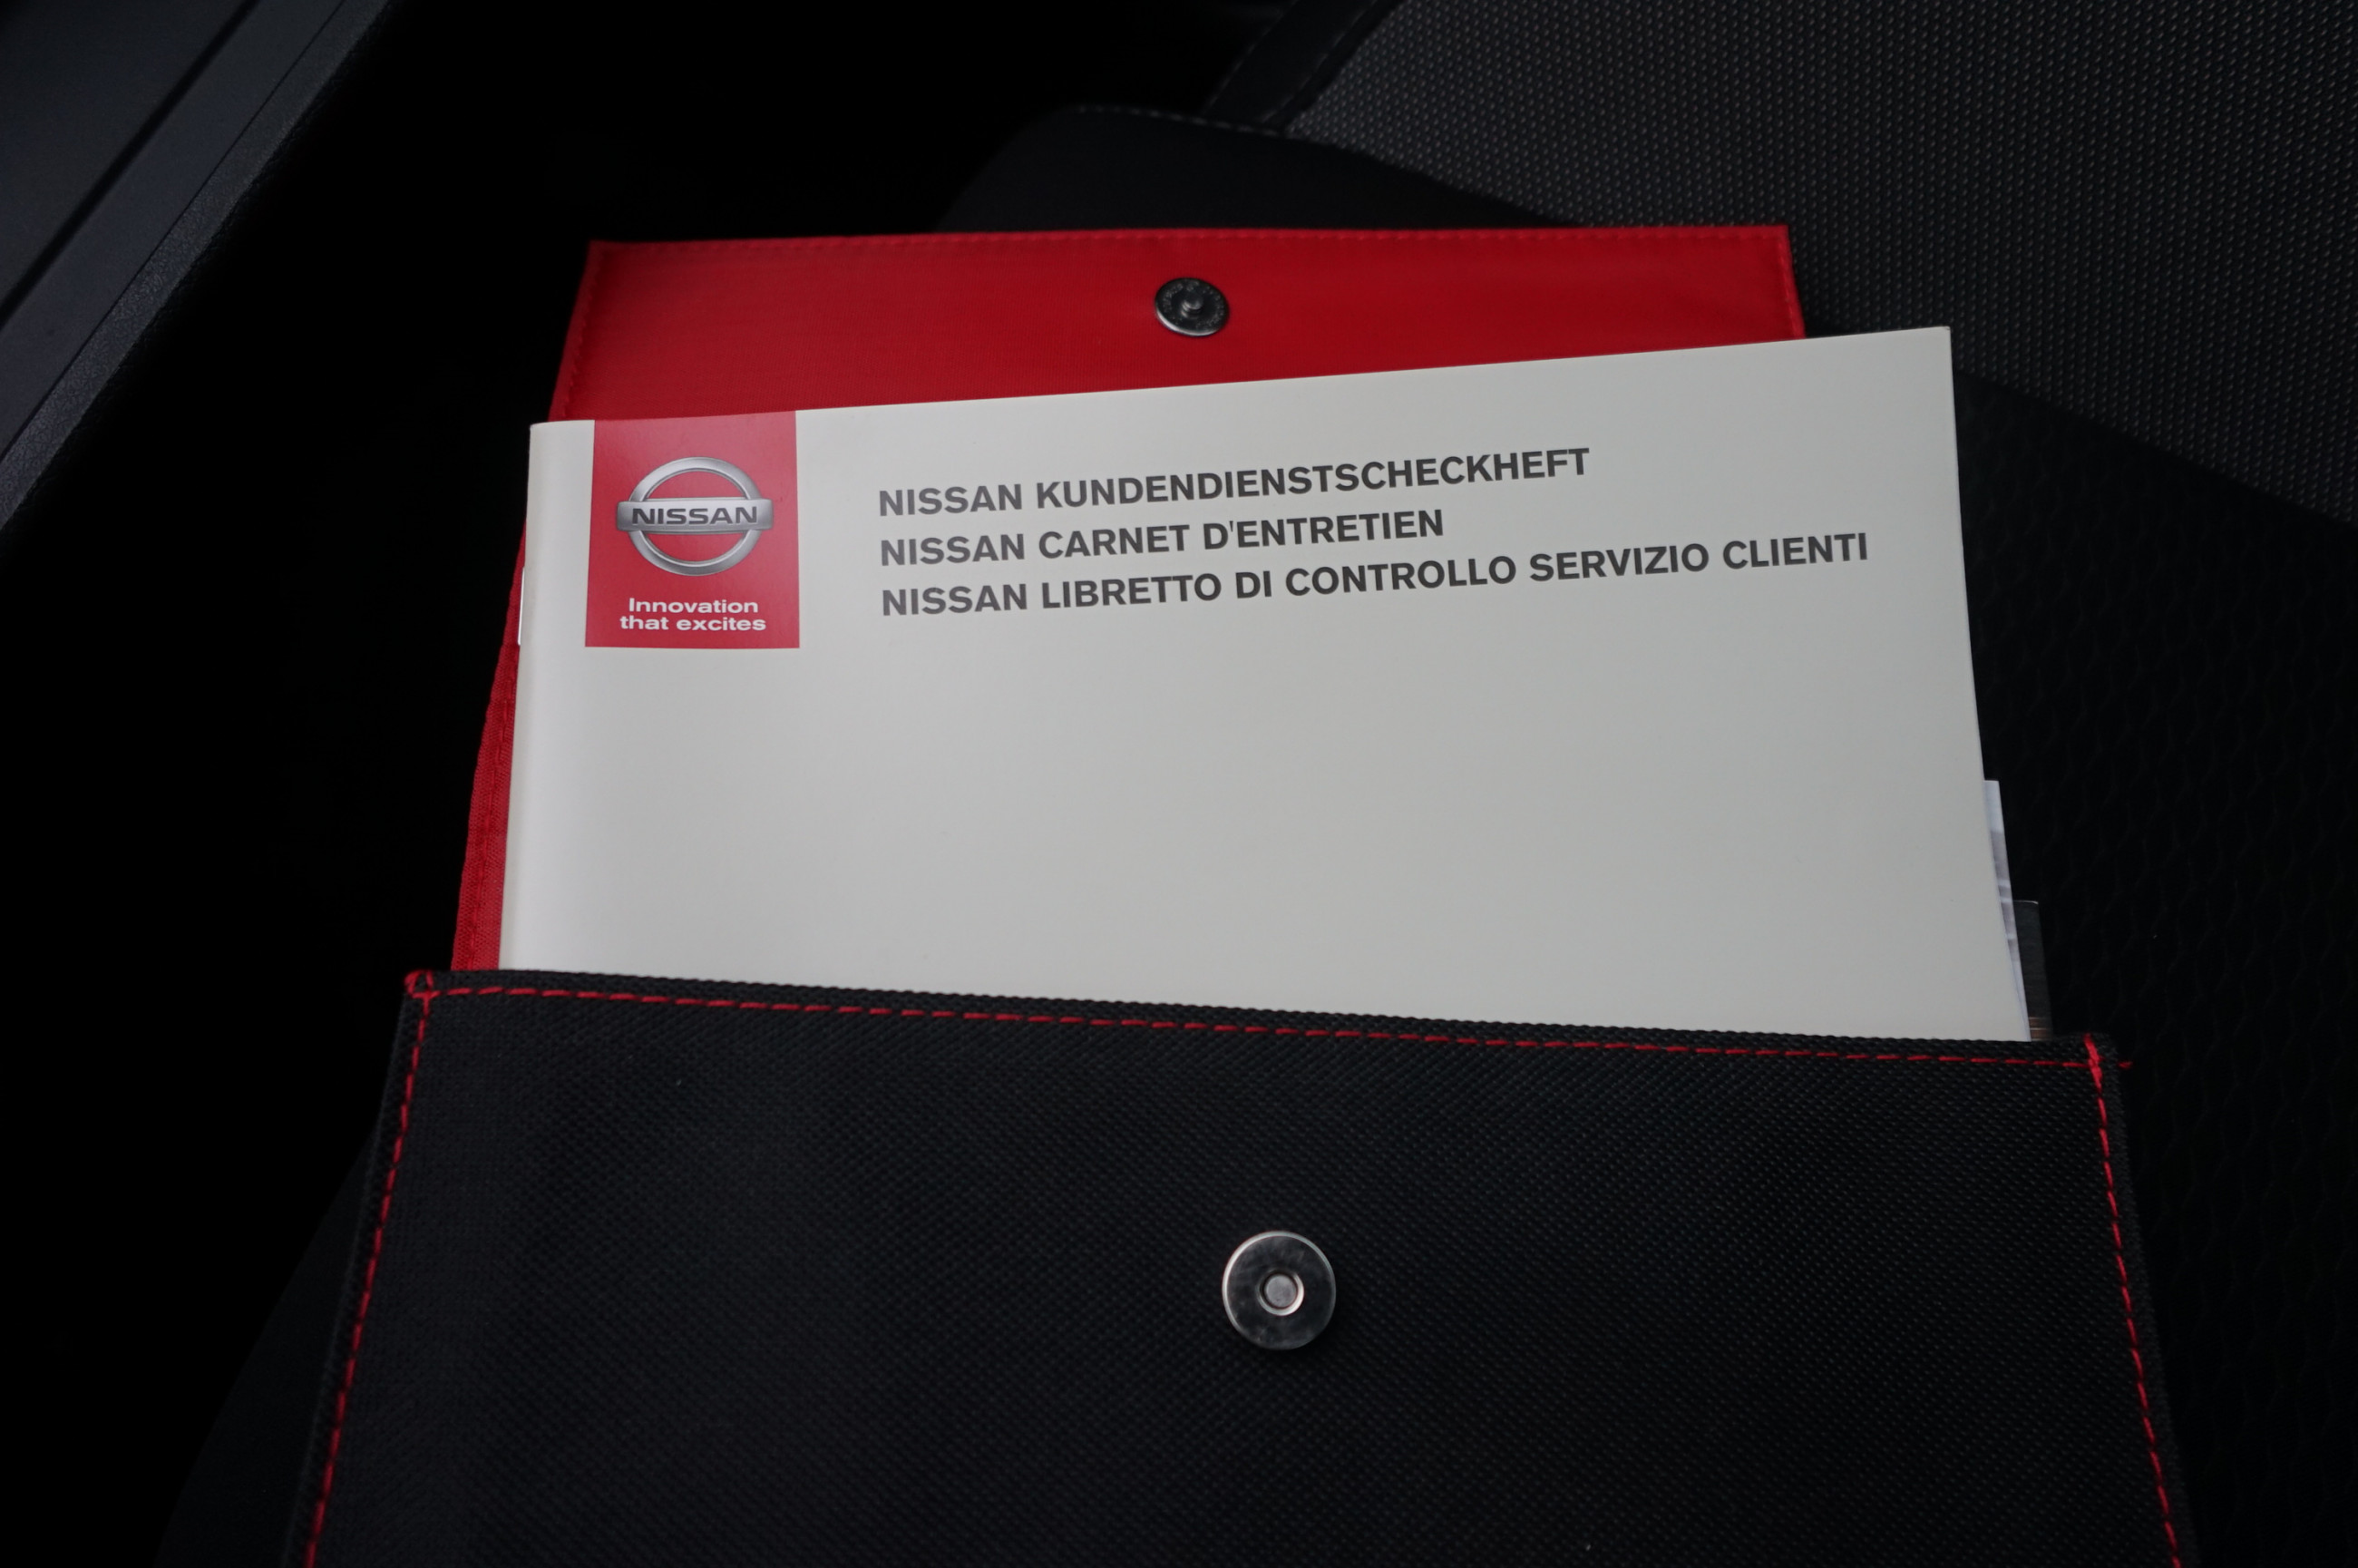 NISSAN
Innovation
that excites
NISSAN KUNDENDIENSTSCHECKHEFT
NISSAN CARNET D'ENTRETIEN
NISSAN LIBRETTO DI CONTROLLO SERVIZIO CLIENTI